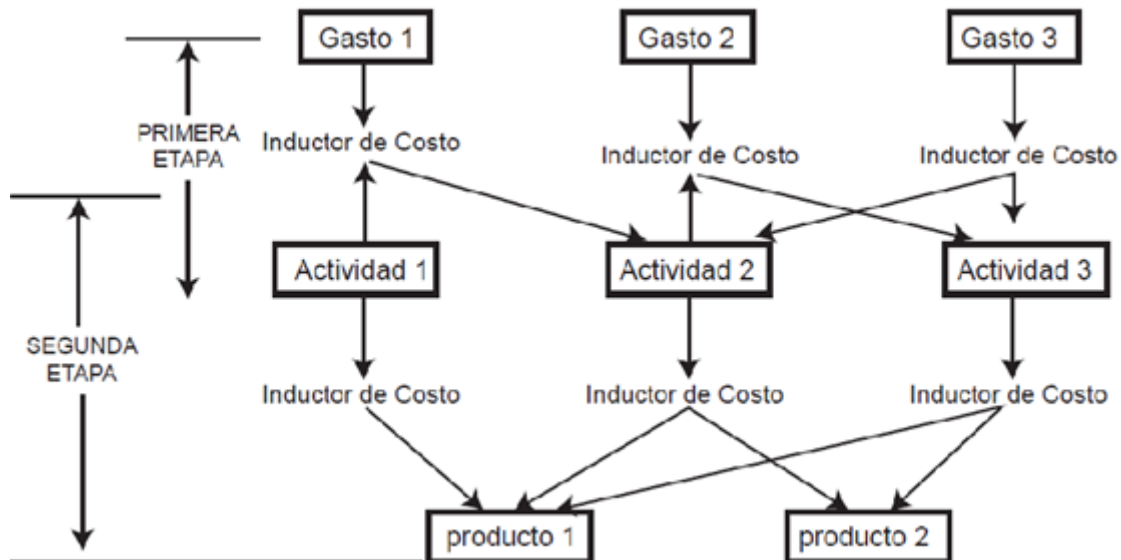 Gasto 1
Gasto 2
Gasto 3
PRIMERA
ETAPA
Inductor de Costo
Inductor de Costo
Inductor de Costo
Actividad 1
Actividad 2
Actividad 3
SEGUNDA
ETAPA
Inductor de Costo
Inductor de Costo
Inductor de Costo
producto 1
producto 2